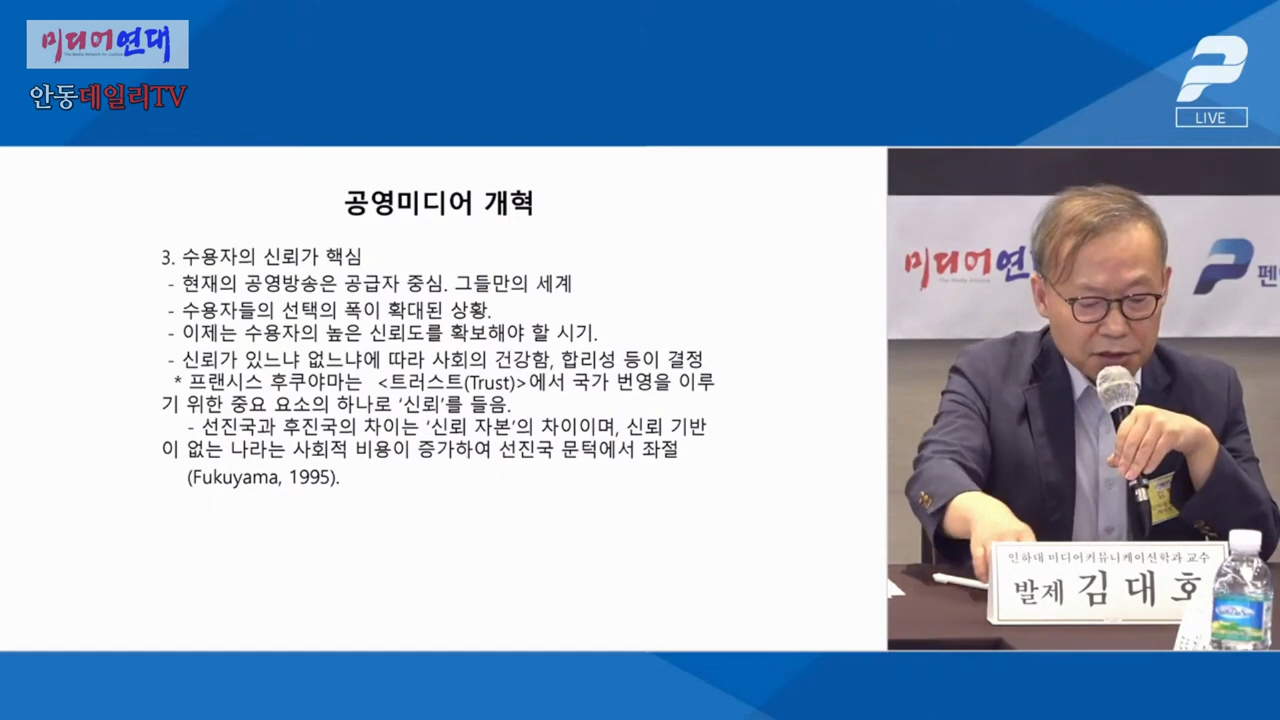 미디어연대
The Media Network for Justice
안동데일리TV
LIVE
공영미디어 개혁
3. 수용자의 신뢰가 핵심
- 현재의 공영방송은 공급자 중심. 그들만의 세계
- 수용자들의 선택의 폭이 확대된 상황.
- 이제는 수용자의 높은 신뢰도를 확보해야 할 시기.
- 신뢰가 있느냐 없느냐에 따라 사회의 건강함, 합리성 등이 결정
* 프랜시스 후쿠야마는 <트러스트(Trust)>에서 국가 번영을 이루
기 위한 중요 요소의 하나로 ‘신뢰’를 들음.
- 선진국과 후진국의 차이는 ‘신뢰 자본’의 차이이며, 신뢰 기반
이 없는 나라는 사회적 비용이 증가하여 선진국 문턱에서 좌절
(Fukuyama, 1995).
미디어연
펜
인하대 미디어커뮤니케이션학과 교수
발제 김대호